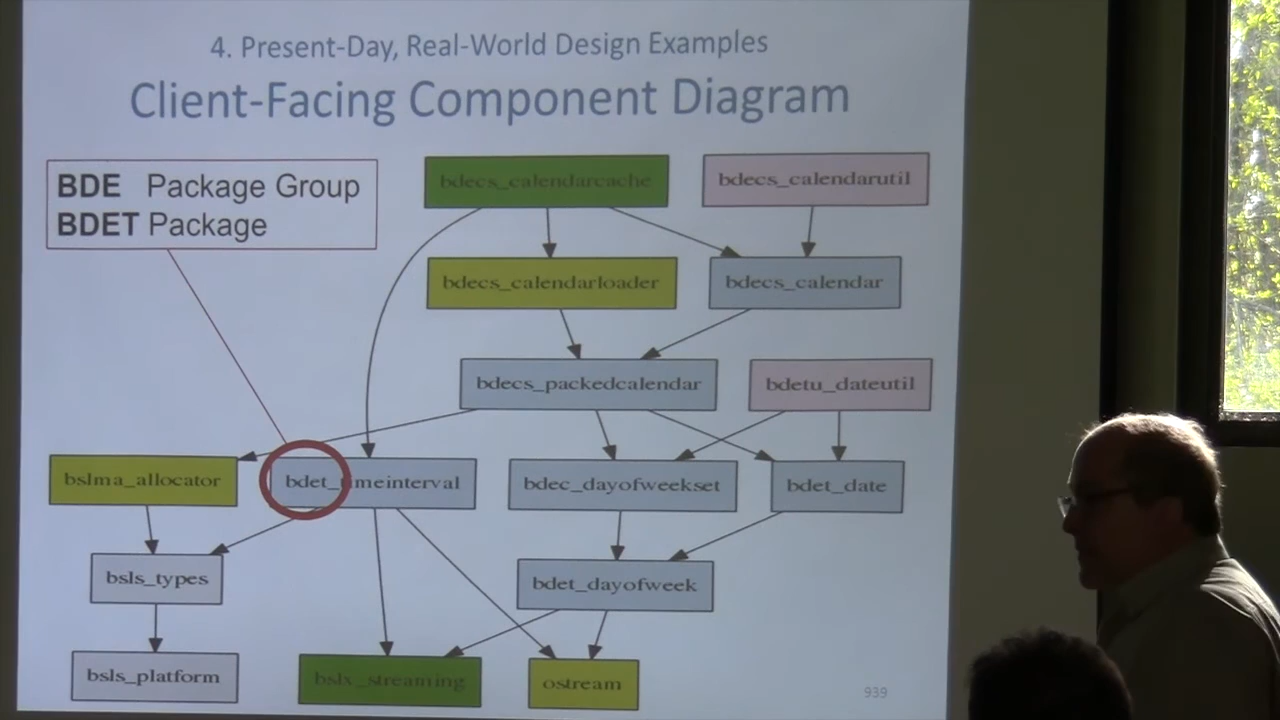 4. Present-Day, Real-World Design Examples
Client-Facing Component Diagram
BDE Package Group
BDET Package
bdecs_calendarcache
bdecs_calendarutil
bdecs_calendarloader
bdecs_calendar
bdecs_packedcalendar
bdetu_dateutil
bslma_allocator
bdet_timeinterval
bdec_dayofweekset
bdet_date
bsls_types
bdet_dayofweek
bsls_platform
bslx_streaming
ostream
939